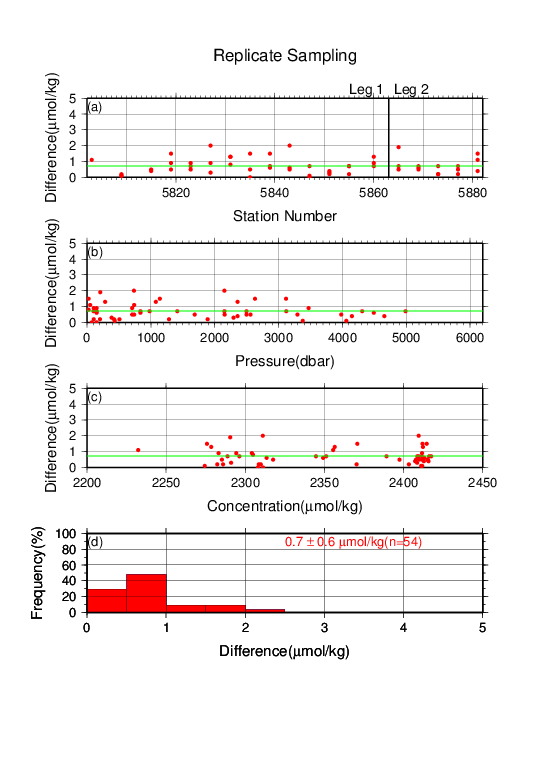 Replicate Sampling
Leg 1 Leg 2
Difference(μmol/kg)
5
4
3
2
1
0
(a)
5820 5840 5860 5880
Station Number
Difference(μmol/kg)
5
4
3
2
1
0
(b)
0 1000 2000 3000 4000 5000 6000
Pressure(dbar)
Difference(μmol/kg)
5
4
3
2
1
0
(c)
2200 2250 2300 2350 2400 2450
Concentration(μmol/kg)
Frequency(%)
100
80
60
40
20
0
(d)
0.7 ± 0.6 μmol/kg(n=54)
0 1 2 3 4 5
Difference(μmol/kg)